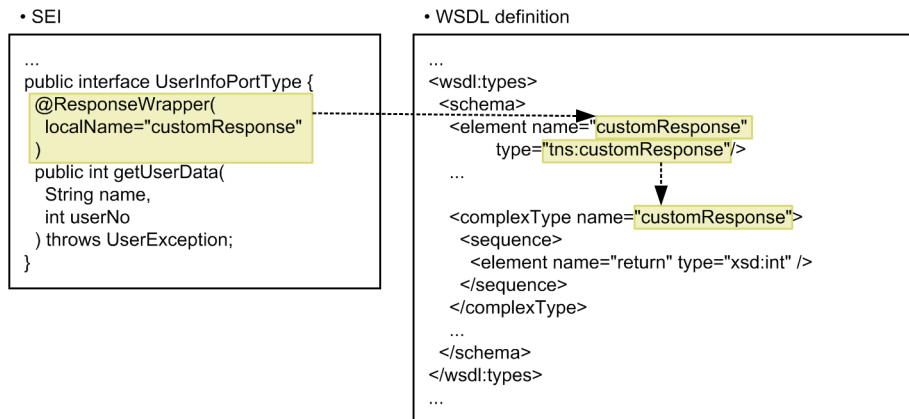 • SEI
...
public interface UserInfoPortType {
@ResponseWrapper(
localName="customResponse"
)
public int getUserData(
String name,
int userNo
) throws UserException;
}
• WSDL definition
...
<wsdl:types>
<schema>
<element name="customResponse"
type="tns:customResponse"/>
...
<complexType name="customResponse">
<sequence>
<element name="return" type="xsd:int" />
</sequence>
</complexType>
...
</schema>
</wsdl:types>
...